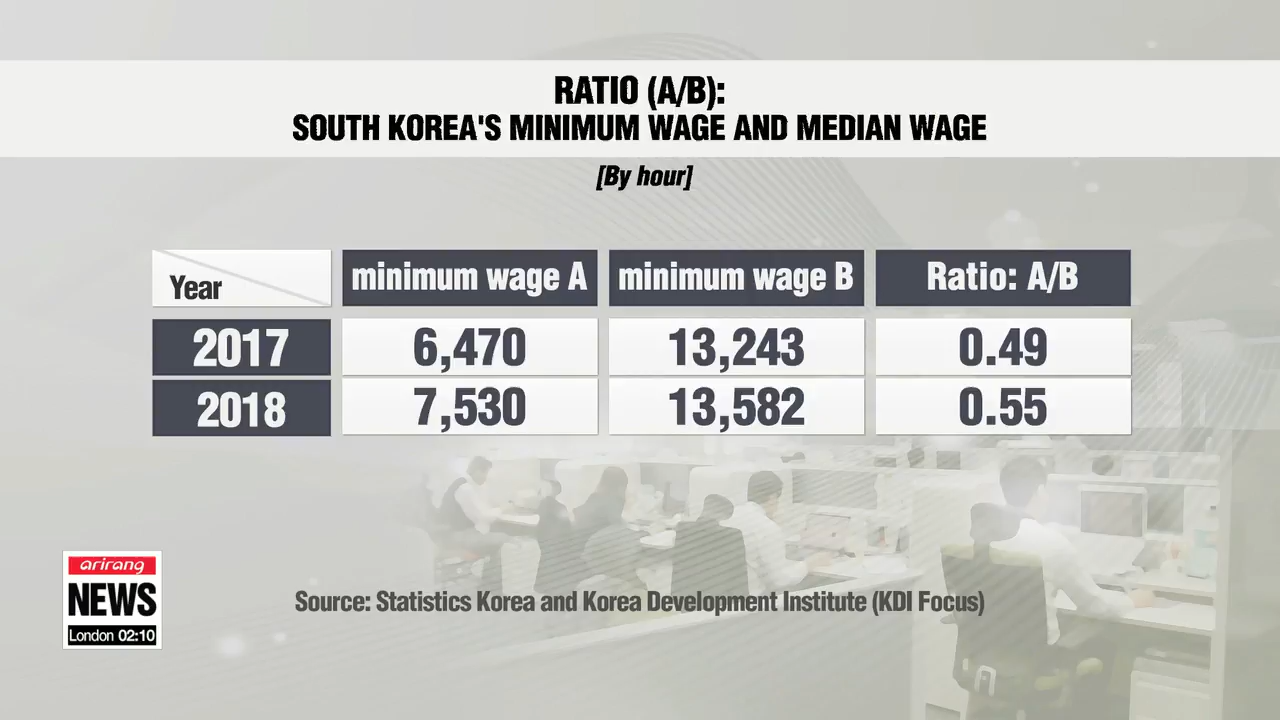 RATIO (A/B):
SOUTH KOREA'S MINIMUM WAGE AND MEDIAN WAGE
[By hour]
Year minimum wage A minimum wage B Ratio: A/B
2017 6,470 13,243 0.49
2018 7,530 13,582 0.55
arirang
NEWS
London 02:10
Source: Statistics Korea and Korea Development Institute (KDI Focus)